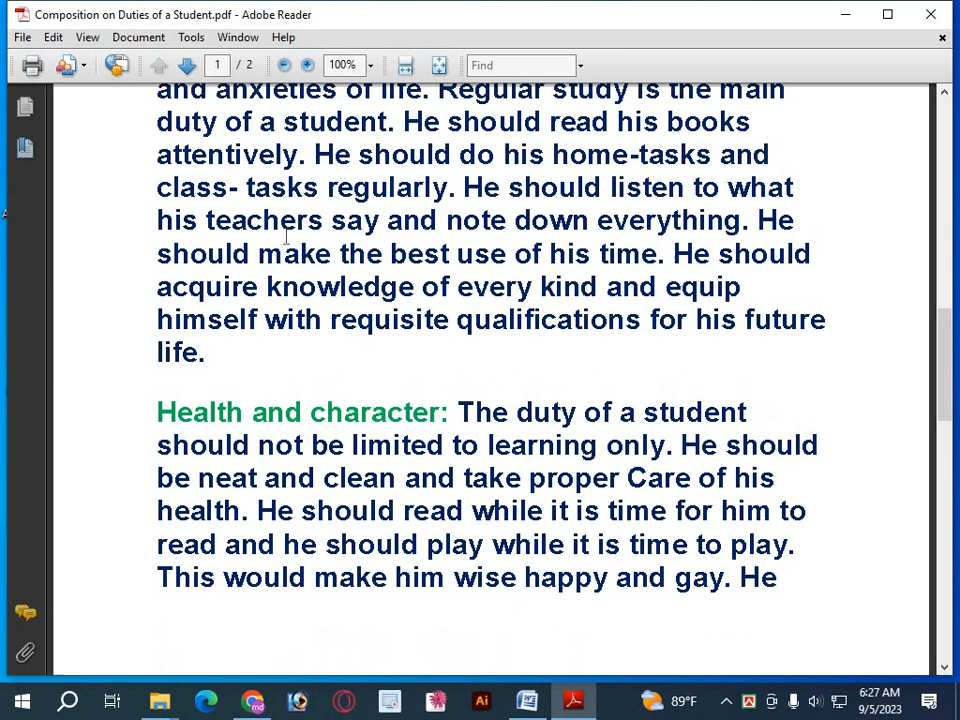 Composition on Duties of a Student.pdf - Adobe Reader
File Edit View Document Tools Window Help
1 / 2 100% Find
and anxieties of life. Regular study is the main
duty of a student. He should read his books
attentively. He should do his home-tasks and
class- tasks regularly. He should listen to what
his teachers say and note down everything. He
should make the best use of his time. He should
acquire knowledge of every kind and equip
himself with requisite qualifications for his future
life.
Health and character: The duty of a student
should not be limited to learning only. He should
be neat and clean and take proper Care of his
health. He should read while it is time for him to
read and he should play while it is time to play.
This would make him wise happy and gay. He
md Ai 89°F
6:27 AM
9/5/2023